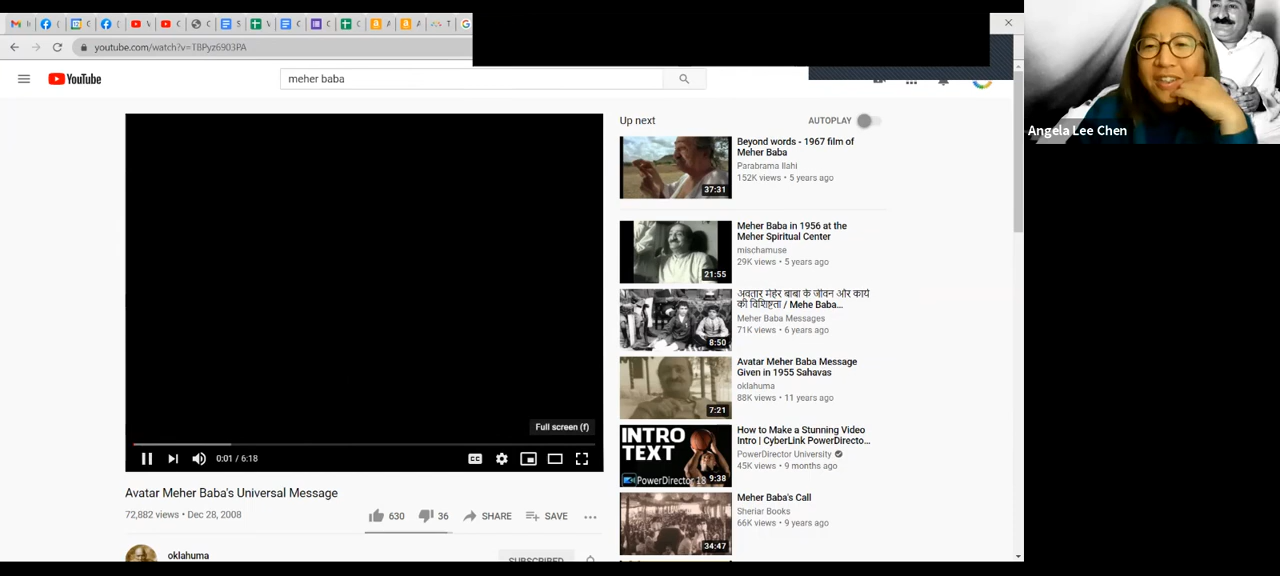 youtube.com/watch?v=TBPyz6903PA
YouTube
meher baba
Angela Lee Chen
Up next
AUTOPLAY
Beyond words - 1967 film of
Meher Baba
Parabrama Ilahi
152K views • 5 years ago
37:31
Meher Baba in 1956 at the
Meher Spiritual Center
mischamuse
29K views • 5 years ago
21:55
अवतार मेहेर बाबा के जीवन और कार्य
की विशिष्टता / Mehe Baba...
Meher Baba Messages
71K views • 6 years ago
8:50
Avatar Meher Baba Message
Given in 1955 Sahavas
oklahuma
88K views • 11 years ago
7:21
How to Make a Stunning Video
Intro | CyberLink PowerDirecto...
PowerDirector University
45K views • 9 months ago
INTRO
TEXT
PowerDirector 18
9:38
Meher Baba's Call
Sheriar Books
66K views • 9 years ago
34:47
Full screen (f)
0:01 / 6:18
CC
Avatar Meher Baba's Universal Message
72,882 views • Dec 28, 2008
630
36
SHARE
SAVE
oklahuma
SUBSCRIBED